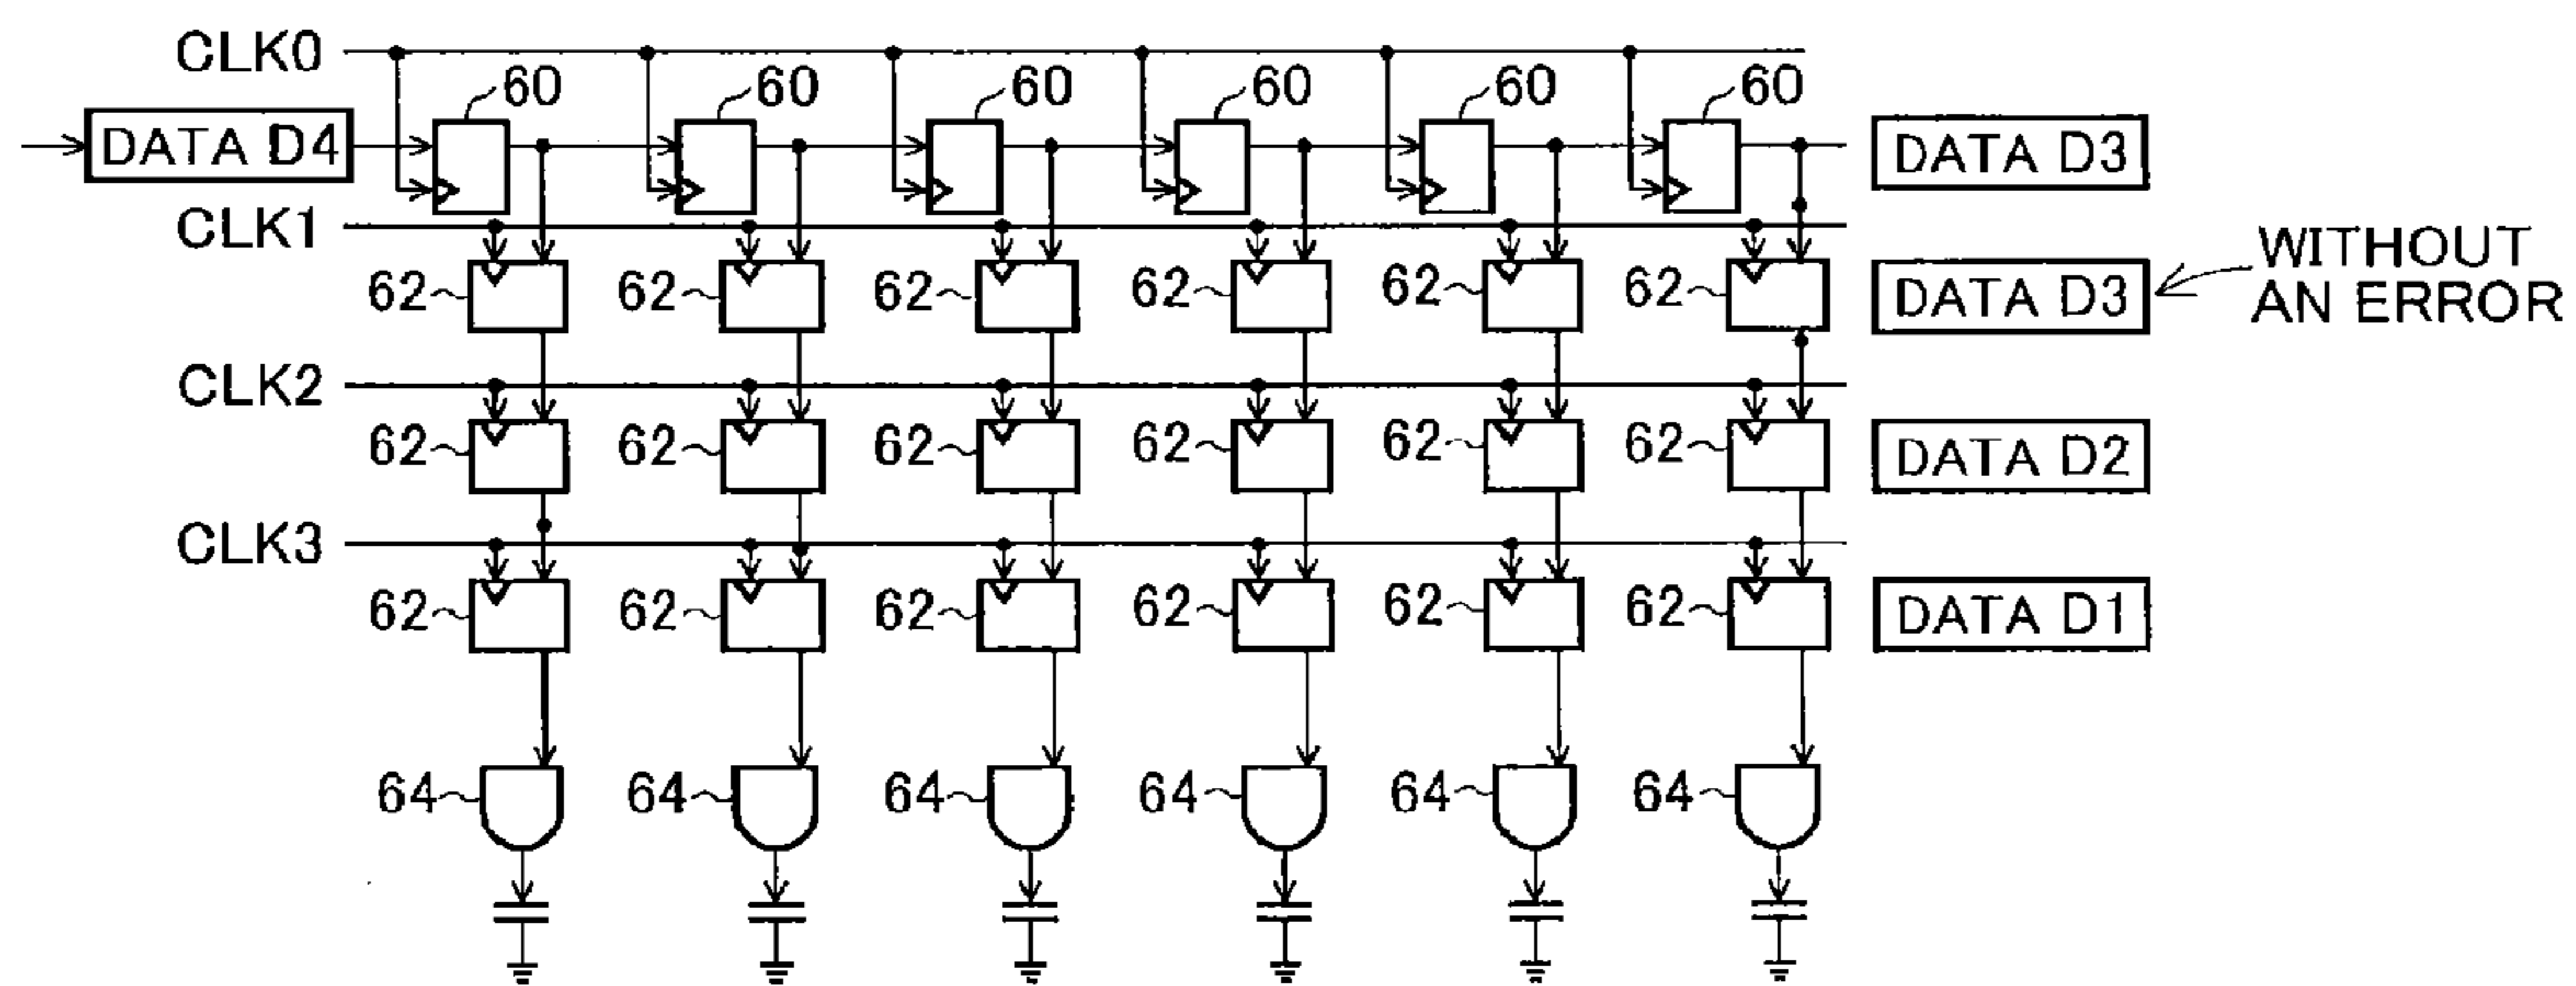 CLK0
60 60 60 60 60 60
DATA D4 DATA D3
CLK1
62 62 62 62 62 62 DATA D3 WITHOUT
AN ERROR
CLK2
62 62 62 62 62 62 DATA D2
CLK3
62 62 62 62 62 62 DATA D1
64 64 64 64 64 64